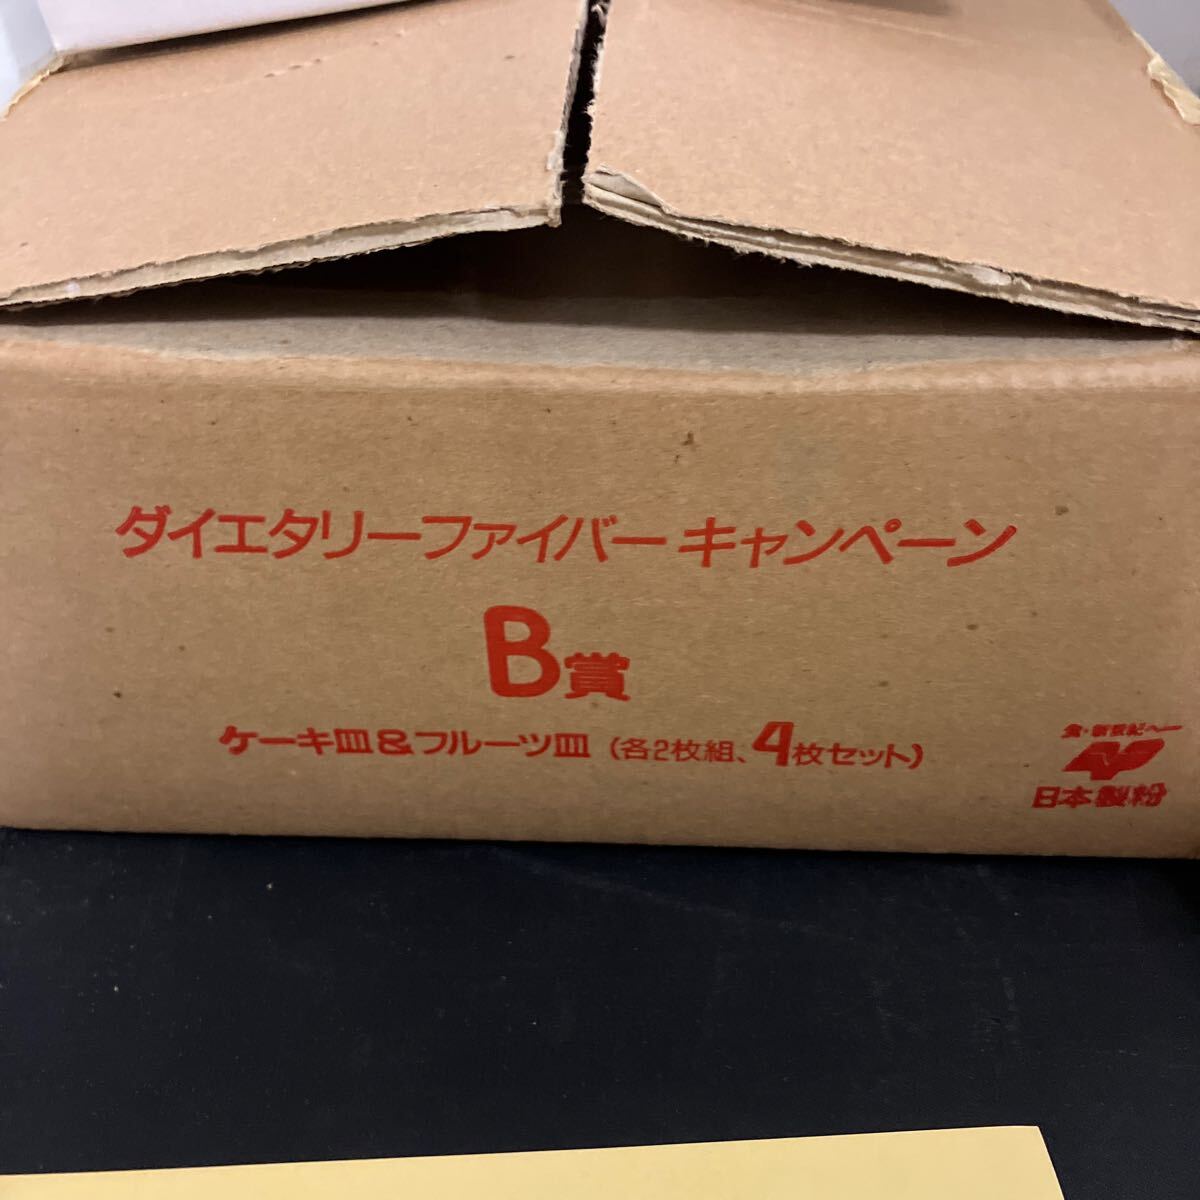 ダイエタリーファイバー キャンペーン
B賞
ケーキ皿&フルーツ皿(各2枚組、4枚セット)
食・新世紀へ
日本製粉